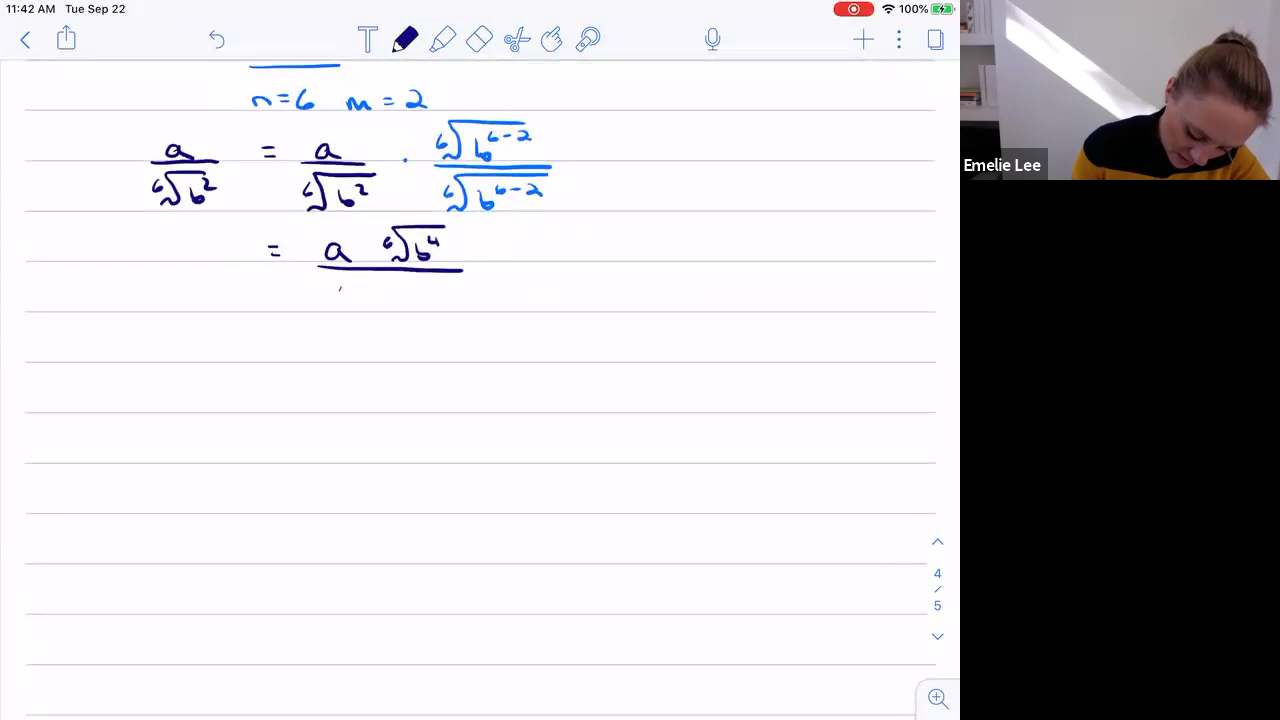 11:42 AM Tue Sep 22
100%
n=6 m=2
a/⁶√b² = a/⁶√b² · ⁶√b⁶⁻²/⁶√b⁶⁻²
= a ⁶√b⁴
Emelie Lee
4
/
5